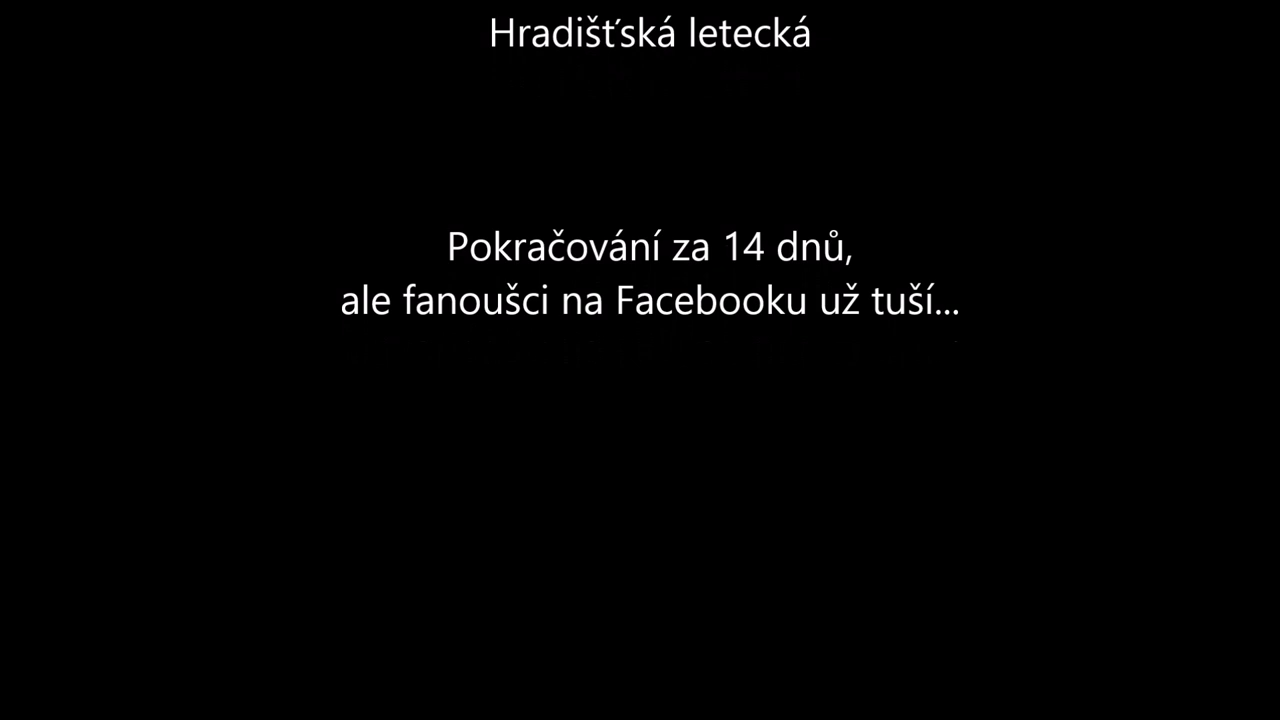 Hradišťská letecká
Pokračování za 14 dnů,
ale fanoušci na Facebooku už tuší...